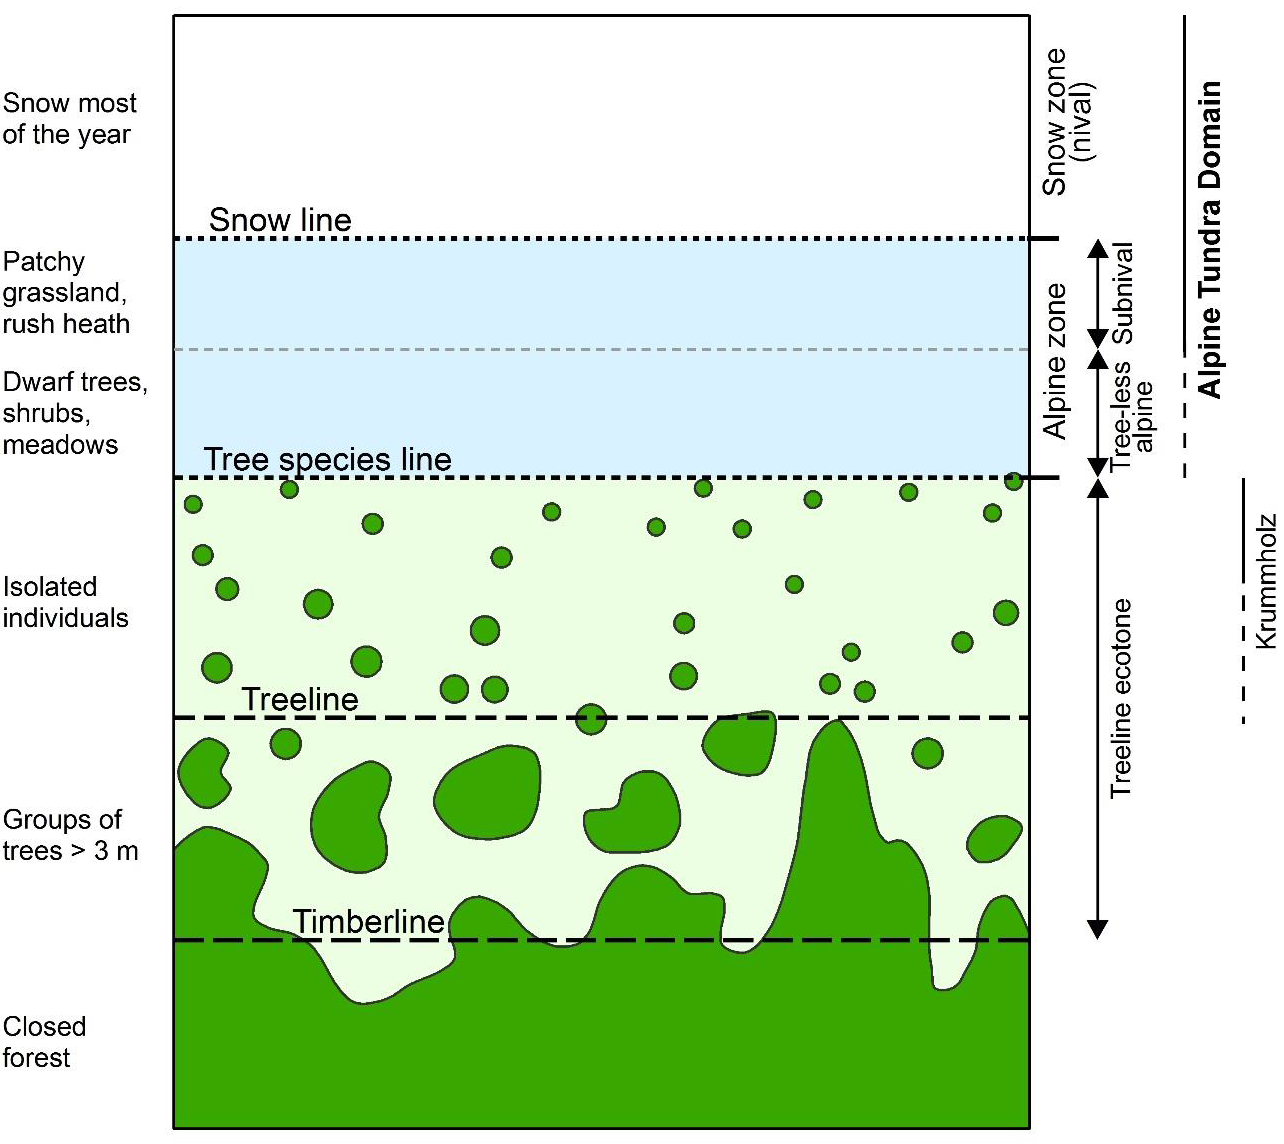 Snow most
of the year
Snow line
Patchy
grassland,
rush heath
Dwarf trees,
shrubs,
meadows
Tree species line
Isolated
individuals
Treeline
Groups of
trees > 3 m
Timberline
Closed
forest
Snow zone
(nival)
Alpine zone
Subnival
Tree-less
alpine
Treeline ecotone
Alpine Tundra Domain
Krummholz